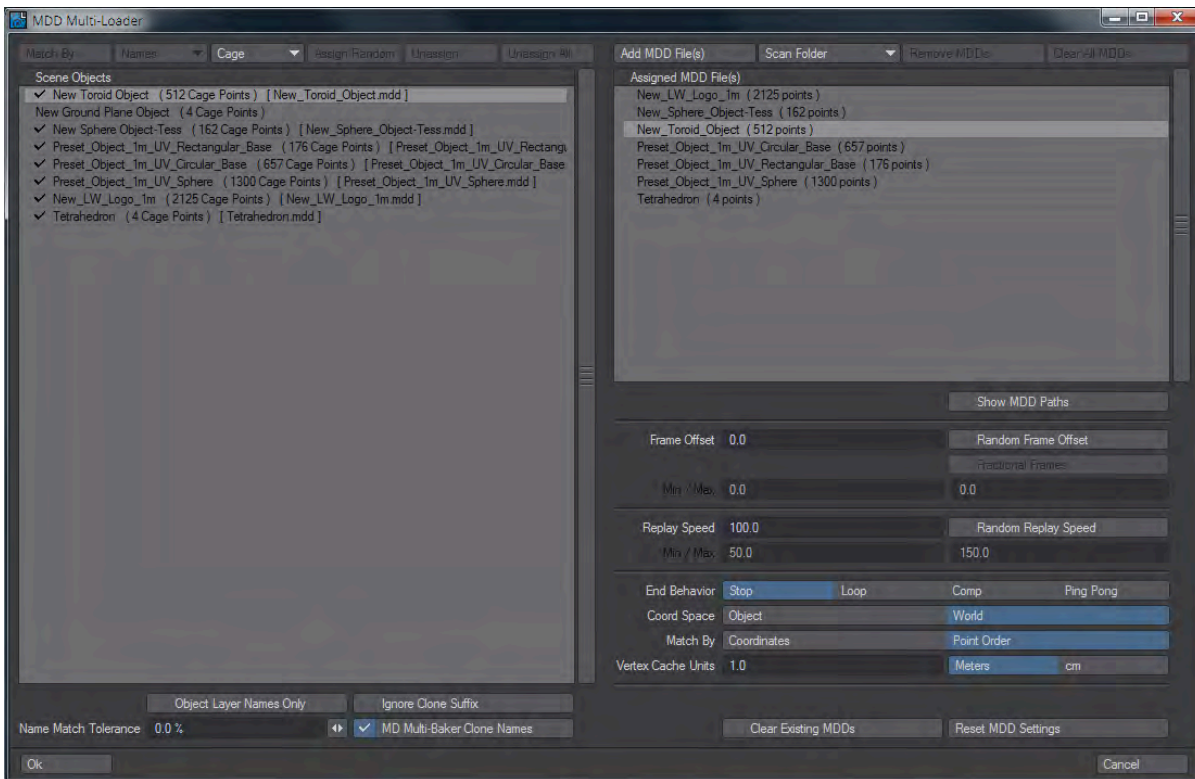 MDD Multi-Loader
Match By Names Cage Assign Random Unassign Unassign All
Scene Objects
New Toroid Object (512 Cage Points) [New_Toroid_Object.mdd]
New Ground Plane Object (4 Cage Points)
New Sphere Object-Tess (162 Cage Points) [New_Sphere_Object-Tess.mdd]
Preset_Object_1m_UV_Rectangular_Base (176 Cage Points) [Preset_Object_1m_UV_Rectangu
Preset_Object_1m_UV_Circular_Base (657 Cage Points) [Preset_Object_1m_UV_Circular_Base
Preset_Object_1m_UV_Sphere (1300 Cage Points) [Preset_Object_1m_UV_Sphere.mdd]
New_LW_Logo_1m (2125 Cage Points) [New_LW_Logo_1m.mdd]
Tetrahedron (4 Cage Points) [Tetrahedron.mdd]
Object Layer Names Only Ignore Clone Suffix
Name Match Tolerance 0.0 % MD Multi-Baker Clone Names
Add MDD File(s) Scan Folder Remove MDDs Clear All MDDs
Assigned MDD File(s)
New_LW_Logo_1m (2125 points)
New_Sphere_Object-Tess (162 points)
New_Toroid_Object (512 points)
Preset_Object_1m_UV_Circular_Base (657 points)
Preset_Object_1m_UV_Rectangular_Base (176 points)
Preset_Object_1m_UV_Sphere (1300 points)
Tetrahedron (4 points)
Show MDD Paths
Frame Offset 0.0 Random Frame Offset
Fractional Frames
Min / Max 0.0 0.0
Replay Speed 100.0 Random Replay Speed
Min / Max 50.0 150.0
End Behavior Stop Loop Comp Ping Pong
Coord Space Object World
Match By Coordinates Point Order
Vertex Cache Units 1.0 Meters cm
Clear Existing MDDs Reset MDD Settings
Ok Cancel